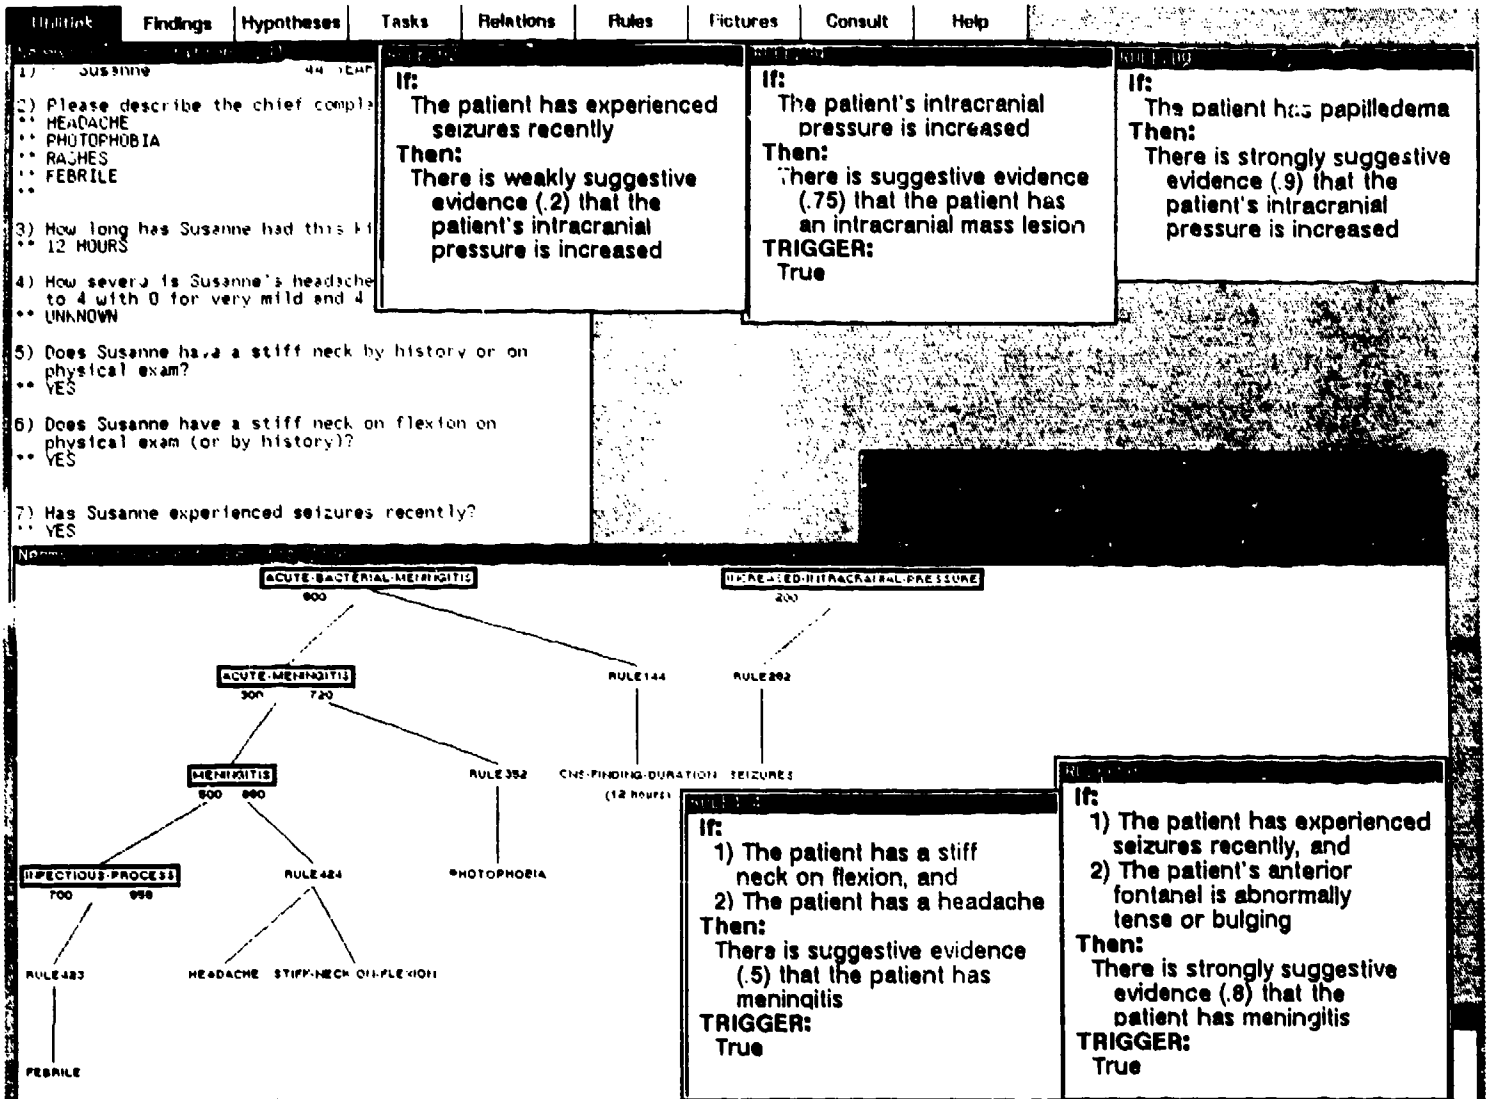 Findings
Hypotheses
Tasks
Relations
Rules
Pictures
Consult
Help
1) Susanne 44 YEAR
2) Please describe the chief compla
** HEADACHE
** PHOTOPHOBIA
** RASHES
** FEBRILE
**
3) How long has Susanne had this ki
** 12 HOURS
4) How severe is Susanne's headache
to 4 with 0 for very mild and 4
** UNKNOWN
5) Does Susanne have a stiff neck by history or on
physical exam?
** YES
6) Does Susanne have a stiff neck on flexion on
physical exam (or by history)?
** YES
7) Has Susanne experienced seizures recently?
** YES
If:
The patient has experienced
seizures recently
Then:
There is weakly suggestive
evidence (.2) that the
patient's intracranial
pressure is increased
If:
The patient's intracranial
pressure is increased
Then:
There is suggestive evidence
(.75) that the patient has
an intracranial mass lesion
TRIGGER:
True
If:
The patient has papilledema
Then:
There is strongly suggestive
evidence (.9) that the
patient's intracranial
pressure is increased
ACUTE-BACTERIAL-MENINGITIS
INCREASED-INTRACRANIAL-PRESSURE
200
ACUTE-MENINGITIS
300 720
RULE144
RULE262
MENINGITIS
RULE352
CNS-FINDING-DURATION
SEIZURES
(12 hours)
INFECTIOUS-PROCESS
700
RULE424
PHOTOPHOBIA
RULE423
HEADACHE
STIFF-NECK-ON-FLEXION
FEBRILE
If:
1) The patient has a stiff
neck on flexion, and
2) The patient has a headache
Then:
There is suggestive evidence
(.5) that the patient has
meningitis
TRIGGER:
True
If:
1) The patient has experienced
seizures recently, and
2) The patient's anterior
fontanel is abnormally
tense or bulging
Then:
There is strongly suggestive
evidence (.8) that the
patient has meningitis
TRIGGER:
True